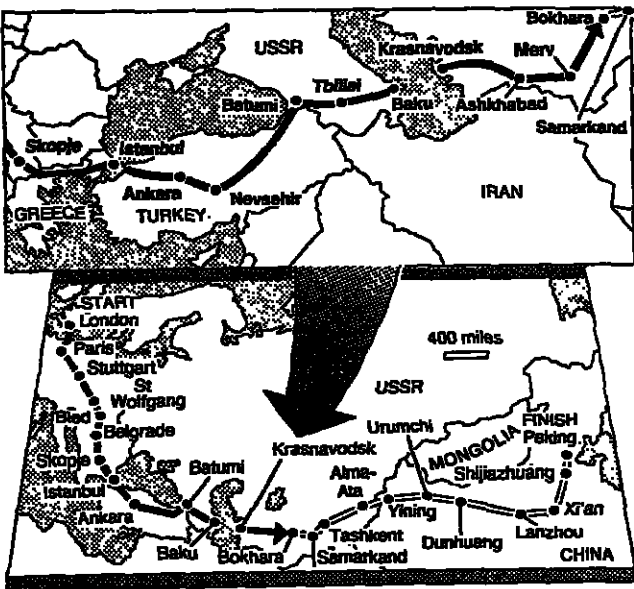 Bokhara
USSR
Krasnavodsk
Merv
Tbilisi
Batumi
Baku
Ashkhabad
Samarkand
Skopje
Istanbul
Ankara
Nevsehir
IRAN
GREECE
TURKEY
START
London
Paris
Stuttgart
St
Wolfgang
Bled
Belgrade
Skopje
Istanbul
Ankara
Batumi
Baku
Bokhara
Krasnavodsk
400 miles
USSR
Urumchi
FINISH
Peking
MONGOLIA
Shijiazhuang
Alma-
Ata
Yining
Xi'an
Tashkent
Samarkand
Dunhuang
Lanzhou
CHINA